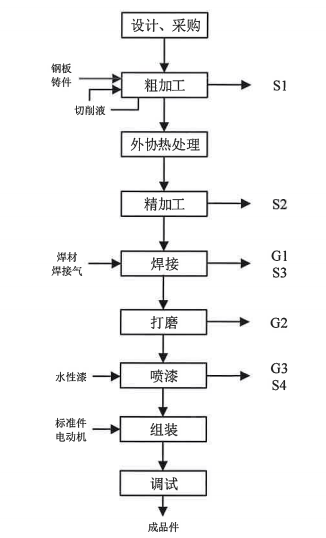 设计、采购
钢板
铸件
粗加工
S1
切削液
外协热处理
精加工
S2
焊材
焊接气
焊接
G1
S3
打磨
G2
水性漆
喷漆
G3
S4
标准件
电动机
组装
调试
成品件